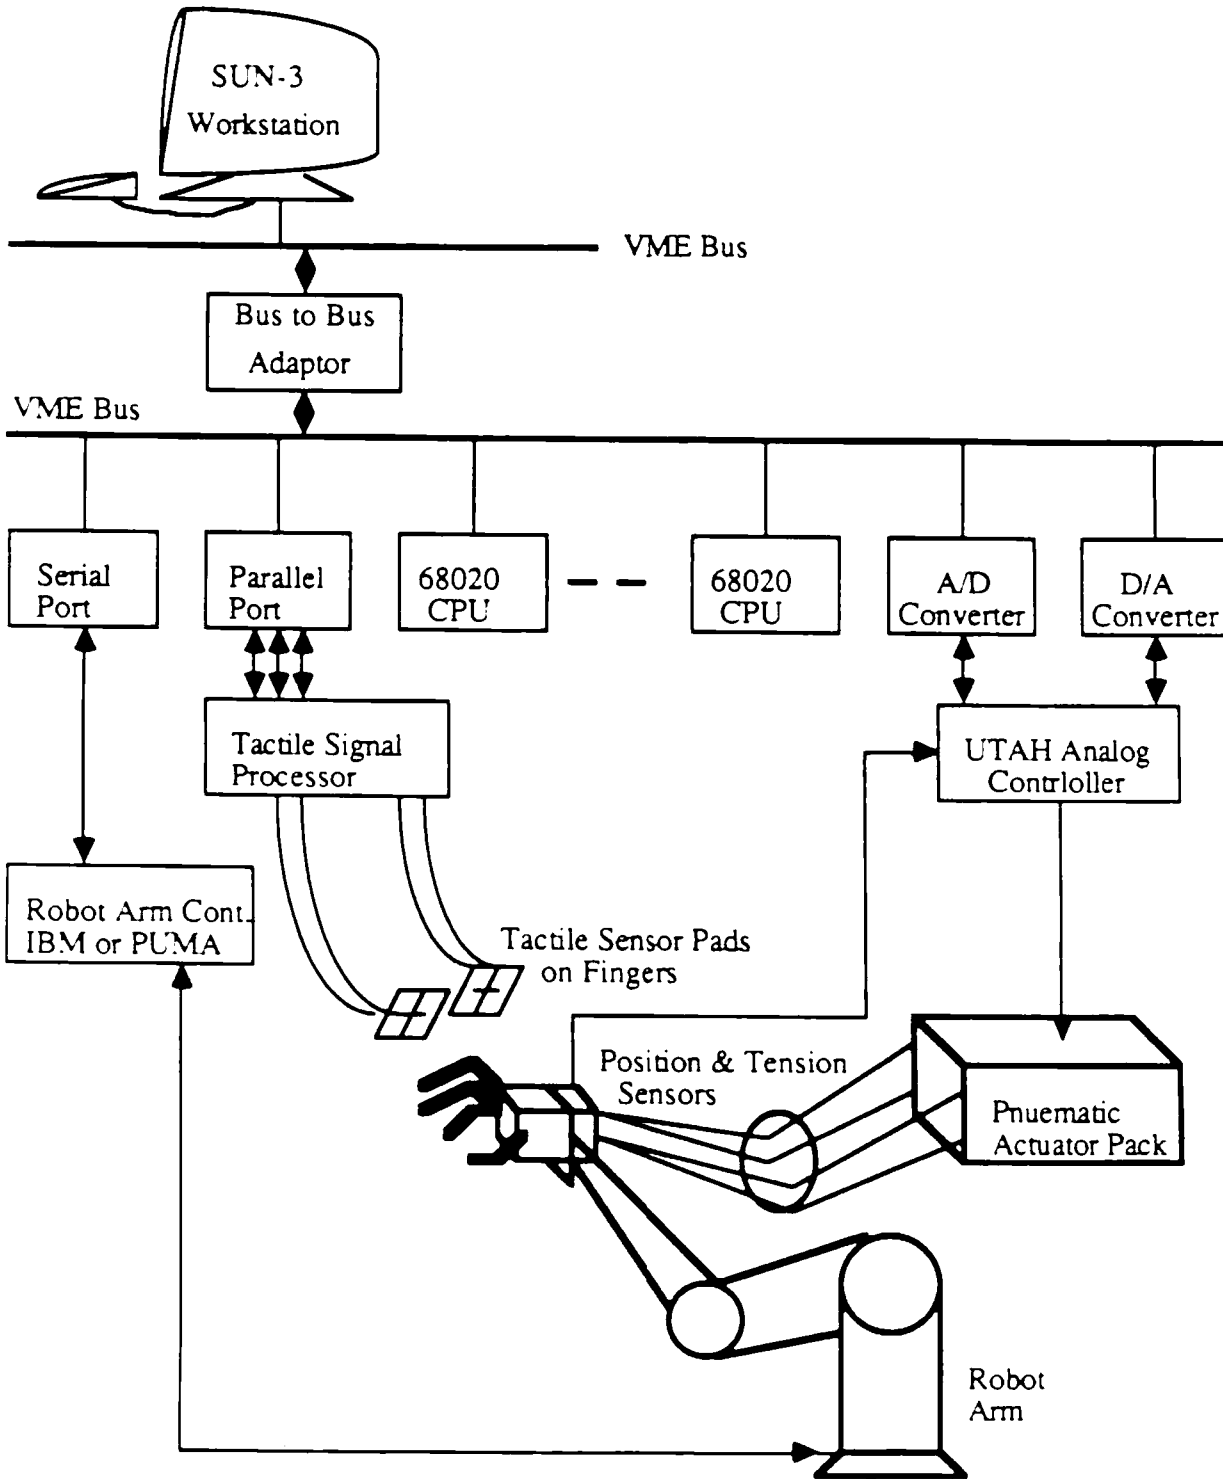 SUN-3
Workstation
VME Bus
Bus to Bus
Adaptor
VME Bus
Serial
Port
Parallel
Port
68020
CPU
68020
CPU
A/D
Converter
D/A
Converter
Tactile Signal
Processor
UTAH Analog
Contrloller
Robot Arm Cont.
IBM or PUMA
Tactile Sensor Pads
on Fingers
Position & Tension
Sensors
Pnuematic
Actuator Pack
Robot
Arm